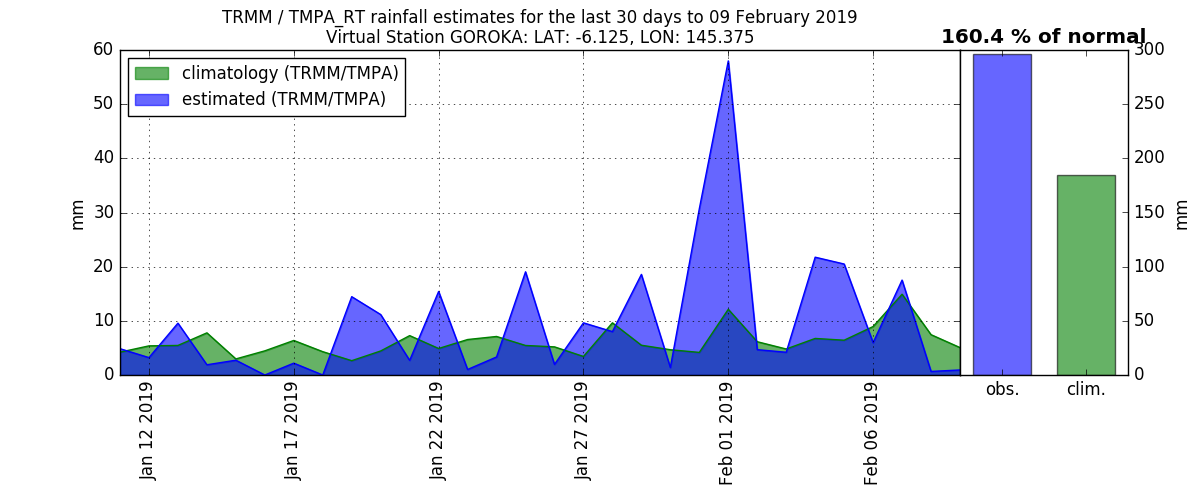 TRMM / TMPA_RT rainfall estimates for the last 30 days to 09 February 2019
Virtual Station GOROKA: LAT: -6.125, LON: 145.375
160.4 % of normal
climatology (TRMM/TMPA)
estimated (TRMM/TMPA)
60
50
40
30
20
10
0
mm
Jan 12 2019
Jan 17 2019
Jan 22 2019
Jan 27 2019
Feb 01 2019
Feb 06 2019
obs.
clim.
300
250
200
150
100
50
0
mm